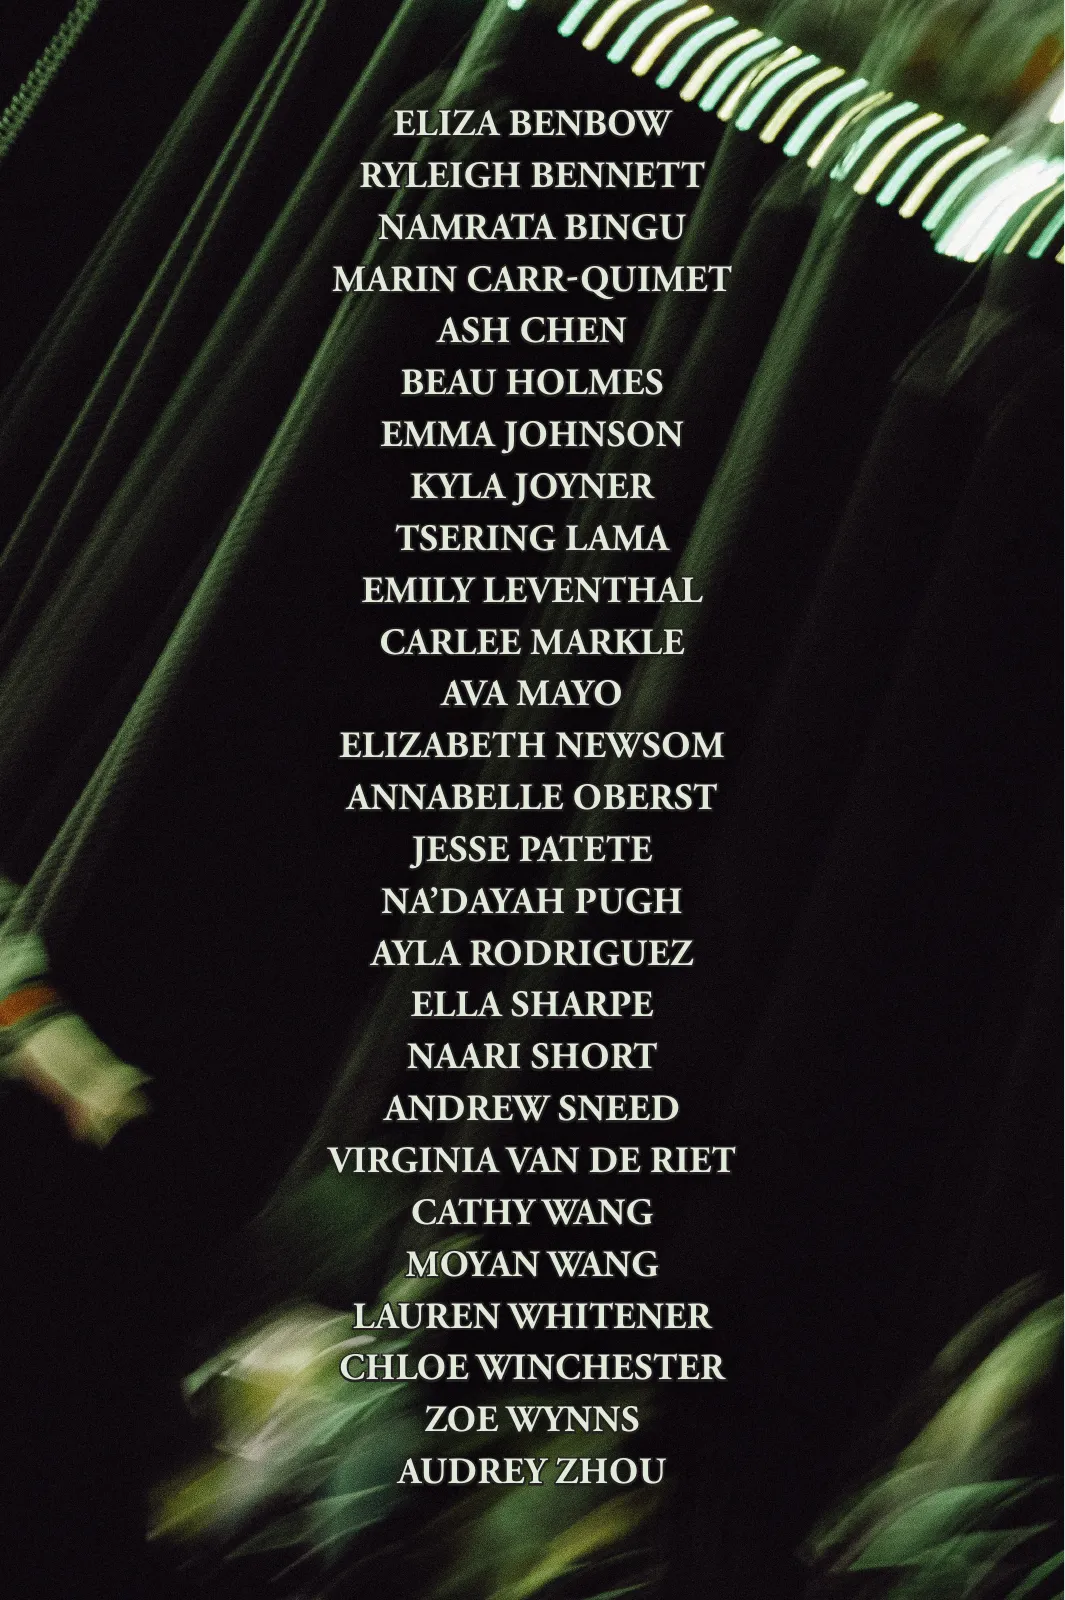 ELIZA BENBOW
RYLEIGH BENNETT
NAMRATA BINGU
MARIN CARR-QUIMET
ASH CHEN
BEAU HOLMES
EMMA JOHNSON
KYLA JOYNER
TSERING LAMA
EMILY LEVENTHAL
CARLEE MARKLE
AVA MAYO
ELIZABETH NEWSOM
ANNABELLE OBERST
JESSE PATETE
NA’DAYAH PUGH
AYLA RODRIGUEZ
ELLA SHARPE
NAARI SHORT
ANDREW SNEED
VIRGINIA VAN DE RIET
CATHY WANG
MOYAN WANG
LAUREN WHITENER
CHLOE WINCHESTER
ZOE WYNNS
AUDREY ZHOU